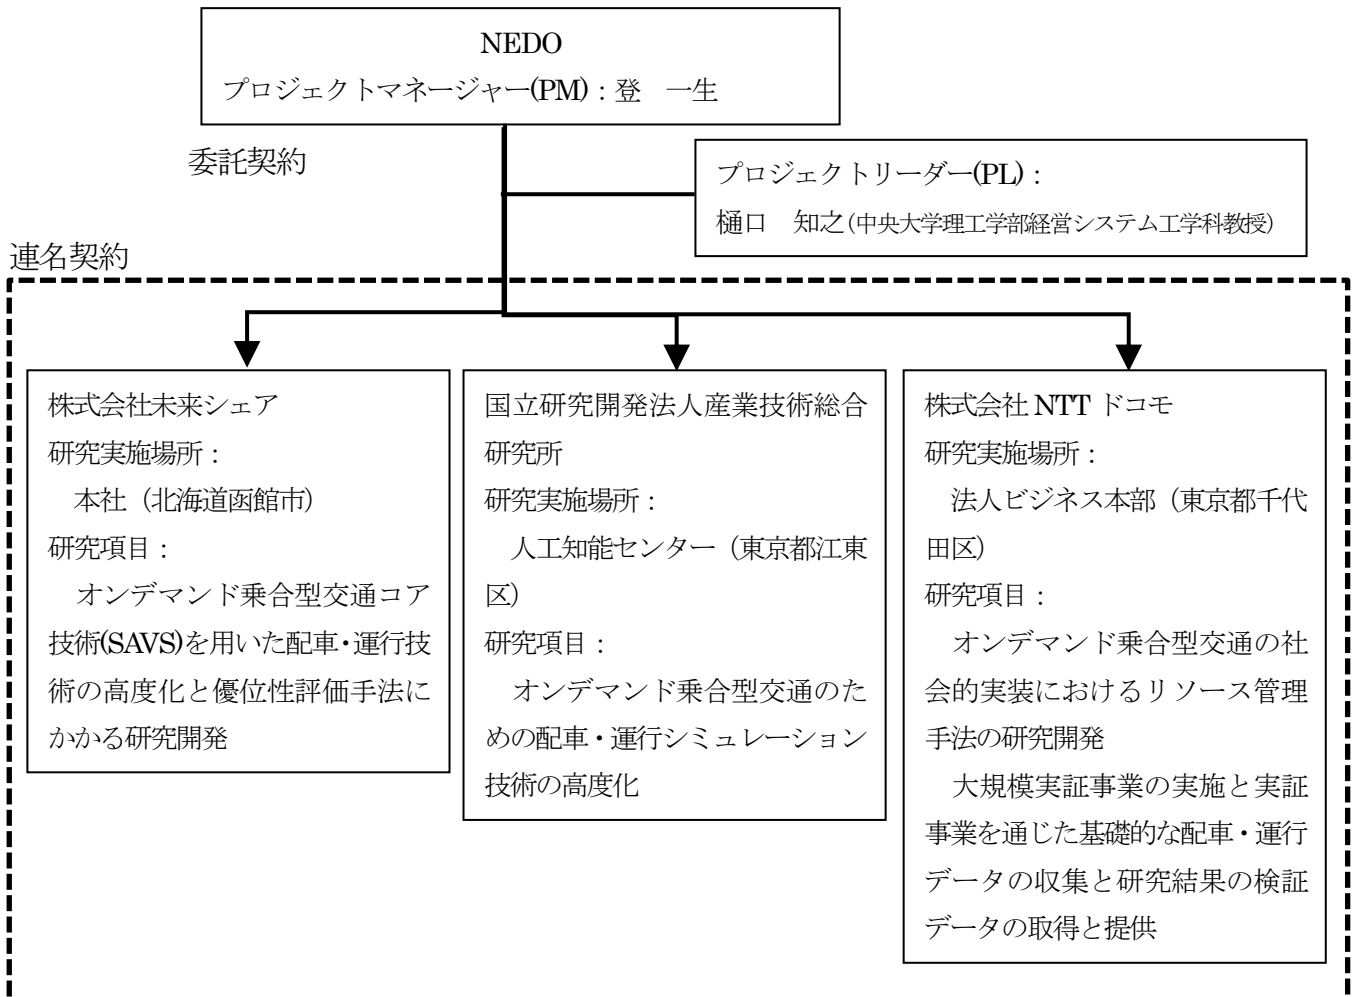 NEDO
プロジェクトマネージャー(PM)：登　一生
委託契約
プロジェクトリーダー(PL)：
樋口　知之(中央大学理工学部経営システム工学科教授)
連名契約
株式会社未来シェア
研究実施場所：
本社（北海道函館市）
研究項目：
オンデマンド乗合型交通コア
技術(SAVS)を用いた配車・運行技
術の高度化と優位性評価手法に
かかる研究開発
国立研究開発法人産業技術総合
研究所
研究実施場所：
人工知能センター（東京都江東
区）
研究項目：
オンデマンド乗合型交通のた
めの配車・運行シミュレーション
技術の高度化
株式会社 NTT ドコモ
研究実施場所：
法人ビジネス本部（東京都千代
田区）
研究項目：
オンデマンド乗合型交通の社
会的実装におけるリソース管理
手法の研究開発
大規模実証事業の実施と実証
事業を通じた基礎的な配車・運行
データの収集と研究結果の検証
データの取得と提供